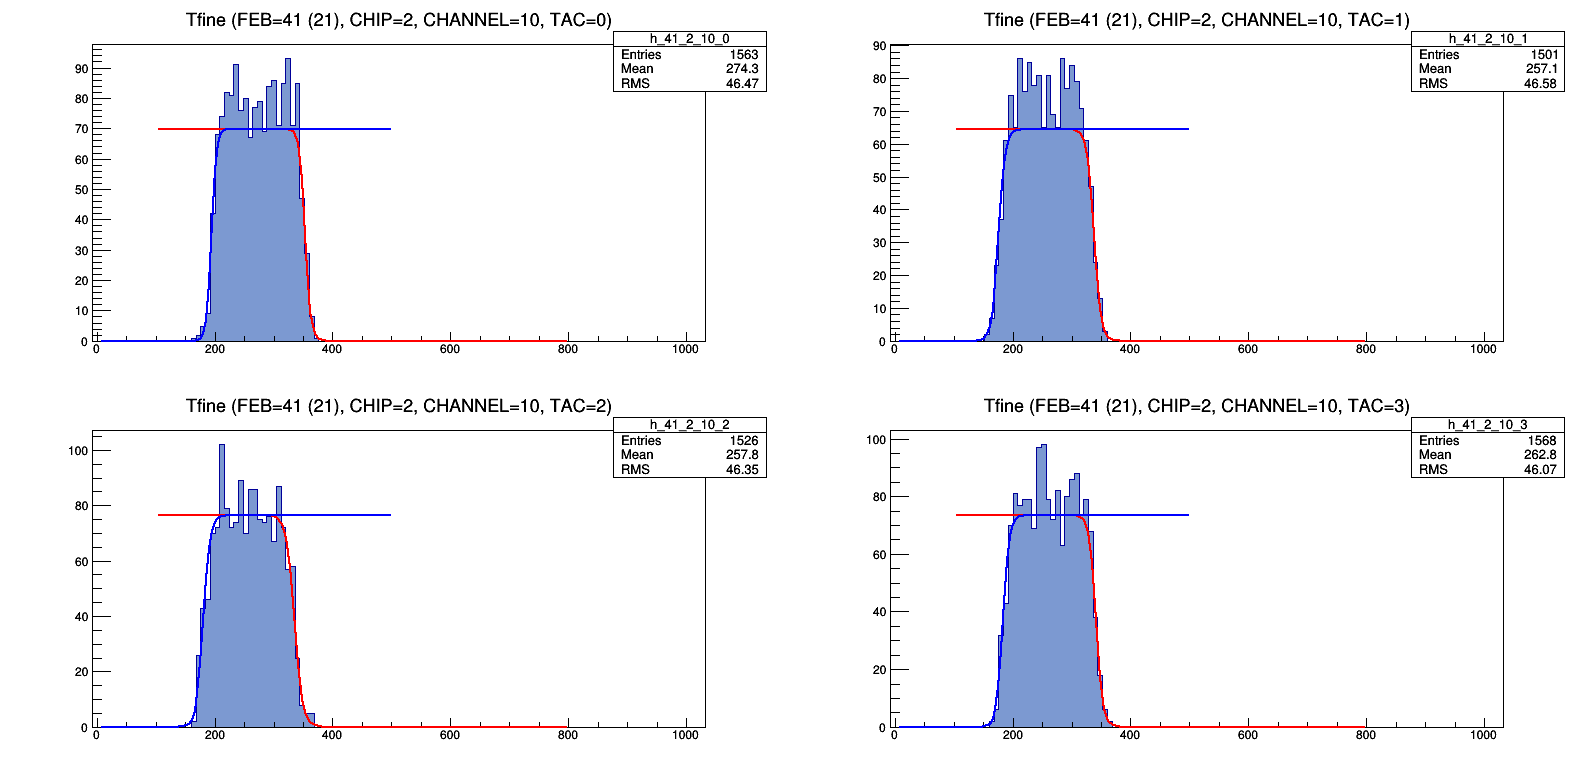 Tfine (FEB=41 (21), CHIP=2, CHANNEL=10, TAC=0)
h_41_2_10_0
Entries 1563
Mean 274.3
RMS 46.47
90
80
70
60
50
40
30
20
10
0
0 200 400 600 800 1000
Tfine (FEB=41 (21), CHIP=2, CHANNEL=10, TAC=1)
h_41_2_10_1
Entries 1501
Mean 257.1
RMS 46.58
90
80
70
60
50
40
30
20
10
0
0 200 400 600 800 1000
Tfine (FEB=41 (21), CHIP=2, CHANNEL=10, TAC=2)
h_41_2_10_2
Entries 1526
Mean 257.8
RMS 46.35
100
80
60
40
20
0
0 200 400 600 800 1000
Tfine (FEB=41 (21), CHIP=2, CHANNEL=10, TAC=3)
h_41_2_10_3
Entries 1568
Mean 262.8
RMS 46.07
100
80
60
40
20
0
0 200 400 600 800 1000